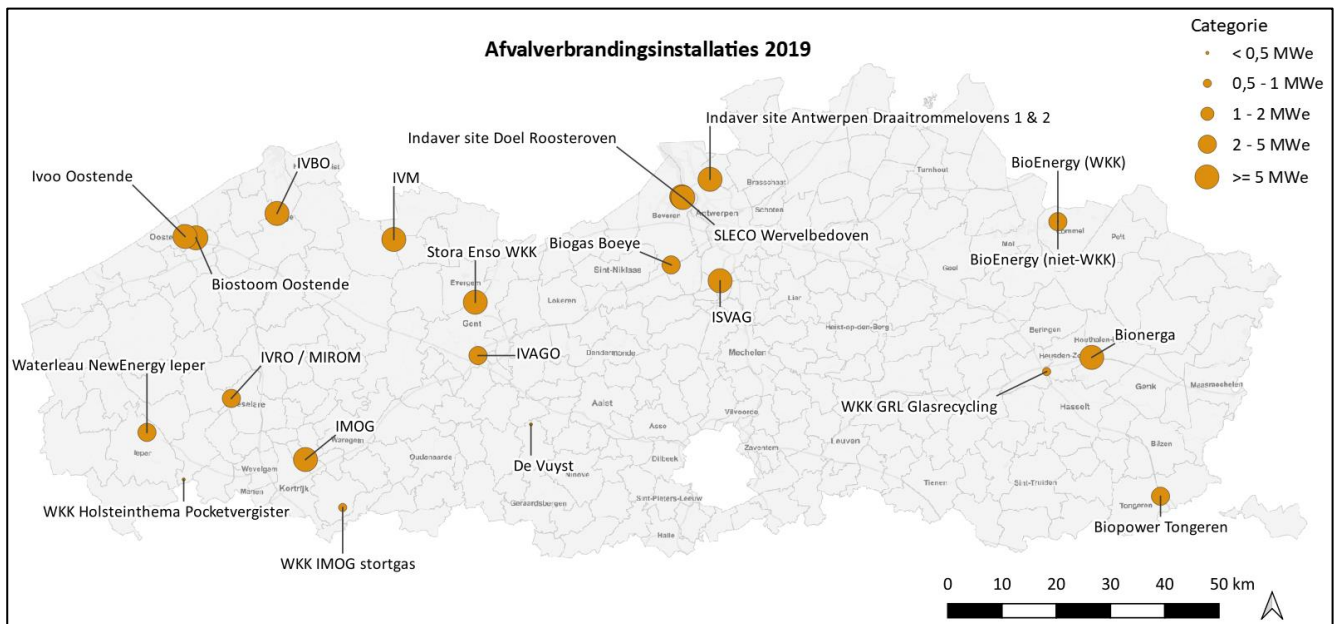 Afvalverbrandingsinstallaties 2019
Categorie
< 0,5 MWe
0,5 - 1 MWe
1 - 2 MWe
2 - 5 MWe
>= 5 MWe
Indaver site Antwerpen Draaitrommelovens 1 & 2
Indaver site Doel Roosteroven
IVBO
BioEnergy (WKK)
Ivoo Oostende
IVM
Turnhout
Brasschaat
Beveren
Antwerpen
Schoten
SLECO Wervelbedoven
Lommel
Pelt
Mol
BioEnergy (niet-WKK)
Biogas Boeye
Stora Enso WKK
Sint-Niklaas
Geel
Biostoom Oostende
Evergem
Lokeren
Lier
ISVAG
Gent
Heist-op-den-Berg
Beringen
Bionerga
IVRO / MIROM
IVAGO
Dendermonde
Mechelen
Waterleau NewEnergy Ieper
WKK GRL Glasrecycling
Genk
Maasmechelen
Aalst
Hasselt
Vilvoorde
IMOG
Asse
Leuven
Zaventem
Bilzen
Ieper
Oudenaarde
De Vuyst
Dilbeek
Wevelgem
Menen
Kortrijk
Tienen
Sint-Truiden
Geraardsbergen
Sint-Pieters-Leeuw
Tongeren
WKK Holsteinthema Pocketvergister
Biopower Tongeren
Halle
WKK IMOG stortgas
0 10 20 30 40 50 km